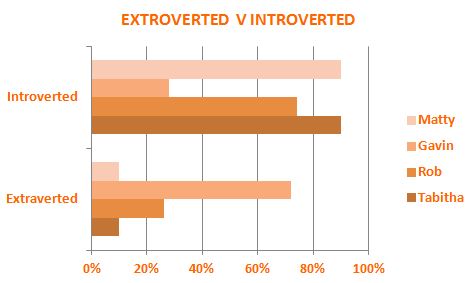 EXTROVERTED V INTROVERTED
Introverted
Extraverted
0% 20% 40% 60% 80% 100%
Matty
Gavin
Rob
Tabitha